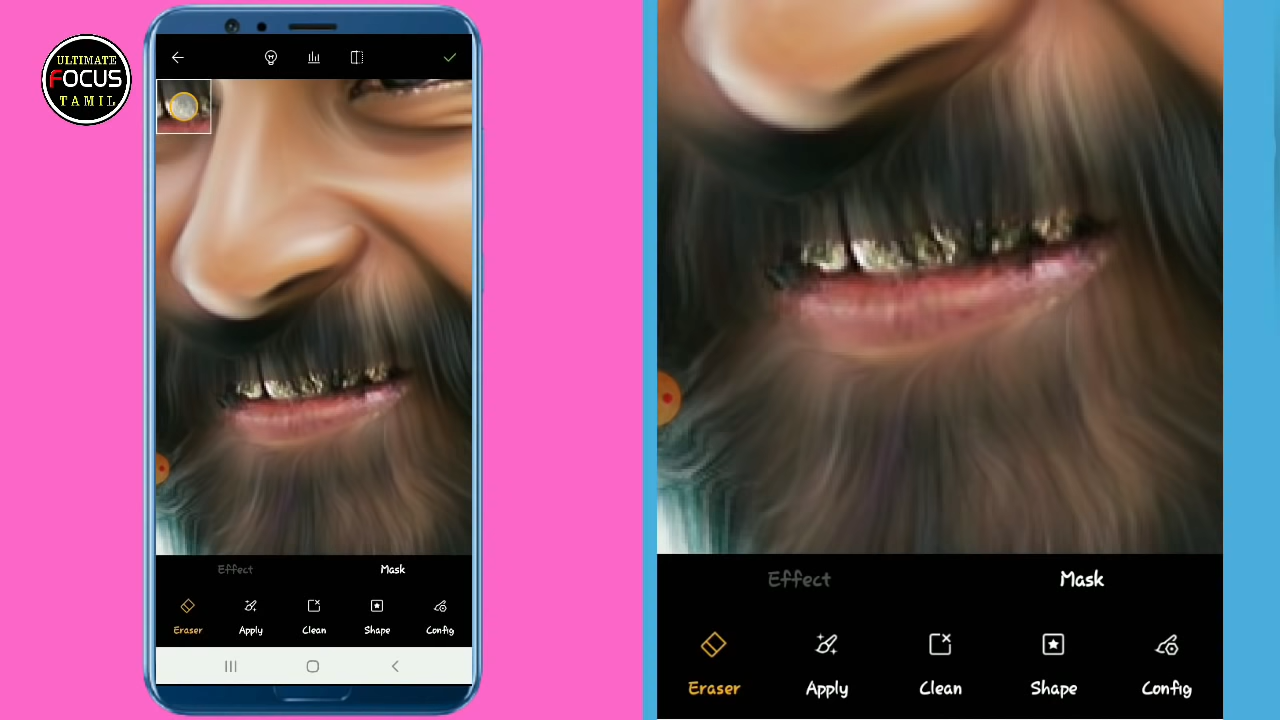 ULTIMATE
FOCUS
TAMIL
Effect
Mask
Eraser
Apply
Clean
Shape
Config
Effect
Mask
Eraser
Apply
Clean
Shape
Config